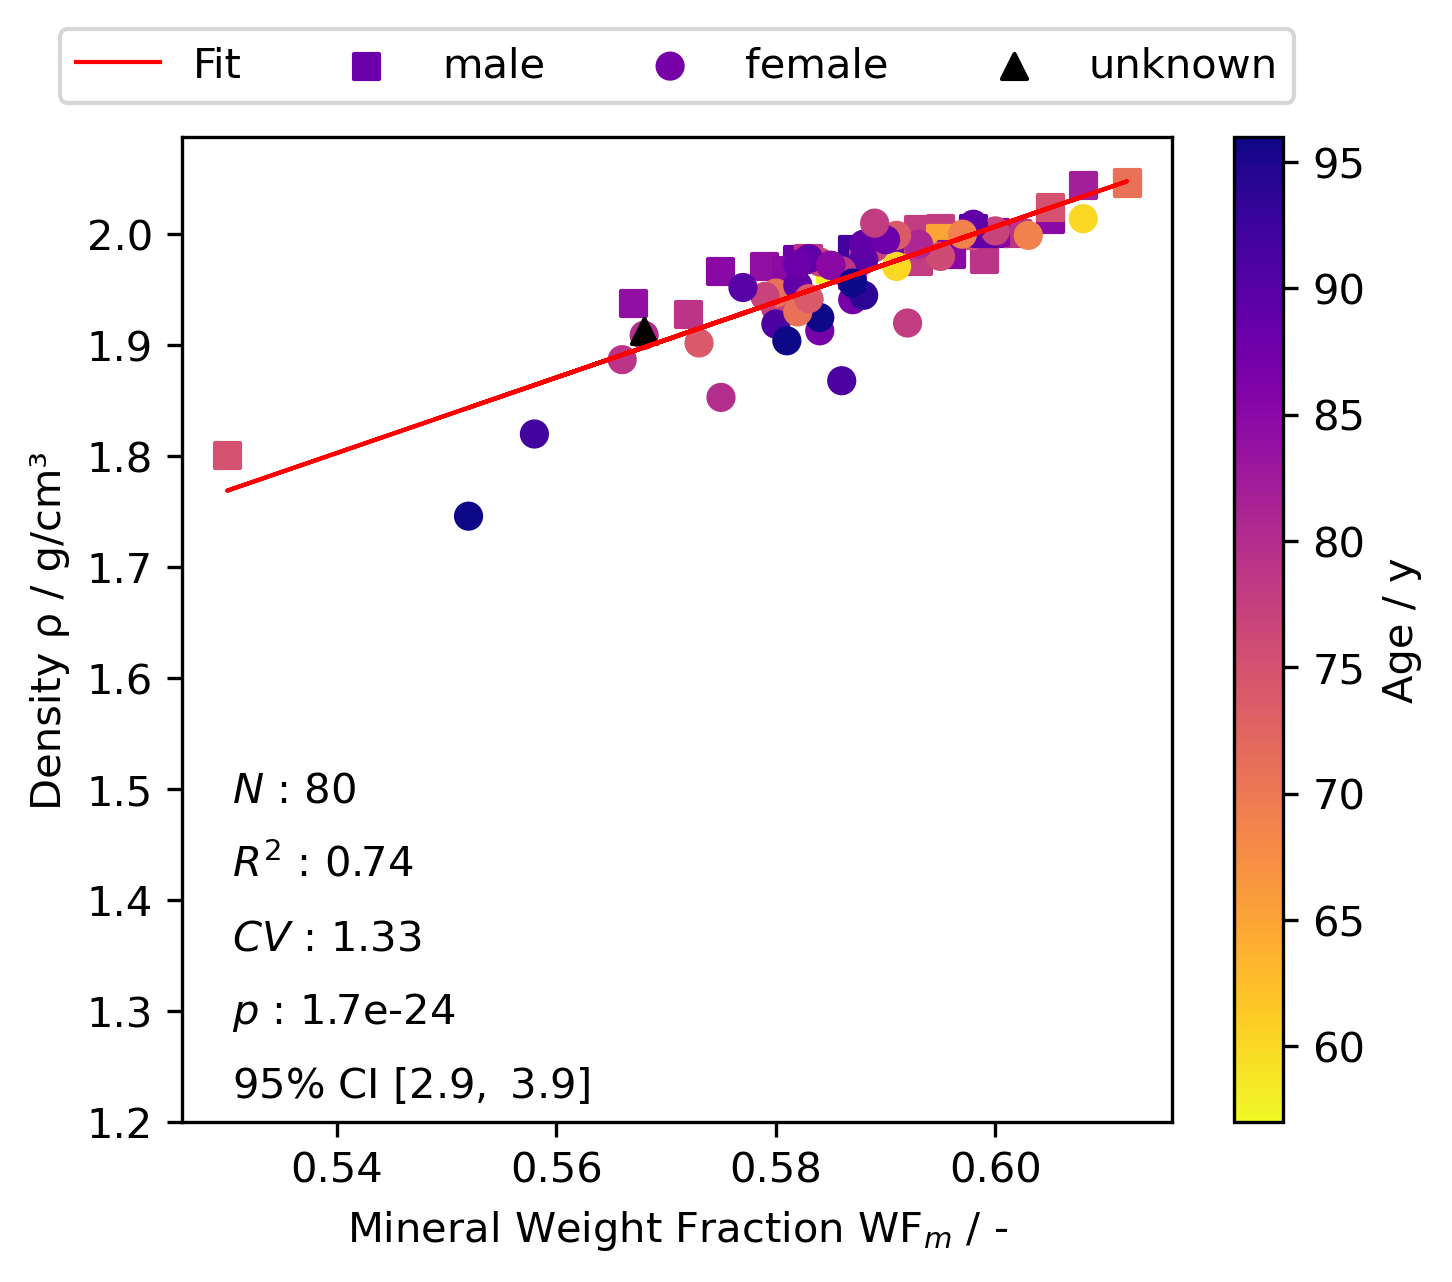 Fit male female unknown
2.0
1.9
1.8
1.7
1.6
1.5
1.4
1.3
1.2
Density ρ / g/cm³
N : 80
R² : 0.74
CV : 1.33
p : 1.7e-24
95% CI [2.9, 3.9]
0.54 0.56 0.58 0.60
Mineral Weight Fraction WFₘ / -
95
90
85
80
75
70
65
60
Age / y